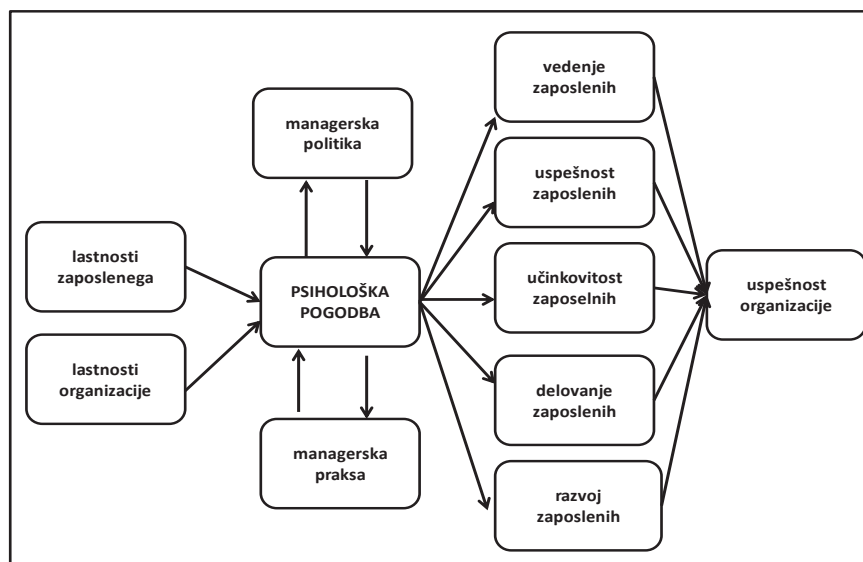 vedenje
zaposlenih
managerska
politika
uspešnost
zaposlenih
lastnosti
zaposlenega
PSIHOLOŠKA
POGODBA
učinkovitost
zaposelnih
uspešnost
organizacije
lastnosti
organizacije
delovanje
zaposlenih
managerska
praksa
razvoj
zaposlenih